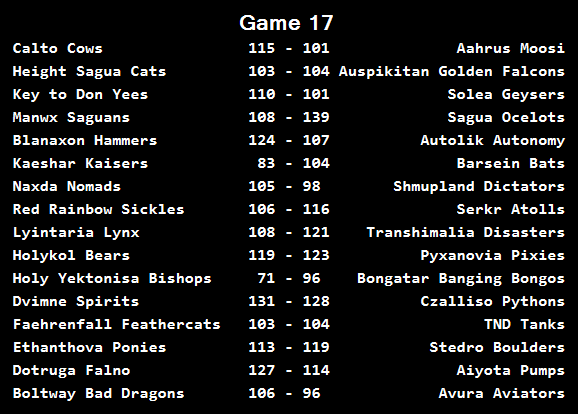 Game 17
Calto Cows 115 - 101 Aahrus Moosi
Height Sagua Cats 103 - 104 Auspikitan Golden Falcons
Key to Don Yees 110 - 101 Solea Geysers
Manwx Saguans 108 - 139 Sagua Ocelots
Blanaxon Hammers 124 - 107 Autolik Autonomy
Kaeshar Kaisers 83 - 104 Barsein Bats
Naxda Nomads 105 - 98 Shmupland Dictators
Red Rainbow Sickles 106 - 116 Serkr Atolls
Lyintaria Lynx 108 - 121 Transhimalia Disasters
Holykol Bears 119 - 123 Pyxanovia Pixies
Holy Yektonisa Bishops 71 - 96 Bongatar Banging Bongos
Dvimne Spirits 131 - 128 Czalliso Pythons
Faehrenfall Feathercats 103 - 104 TND Tanks
Ethanthova Ponies 113 - 119 Stedro Boulders
Dotruga Falno 127 - 114 Aiyota Pumps
Boltway Bad Dragons 106 - 96 Avura Aviators